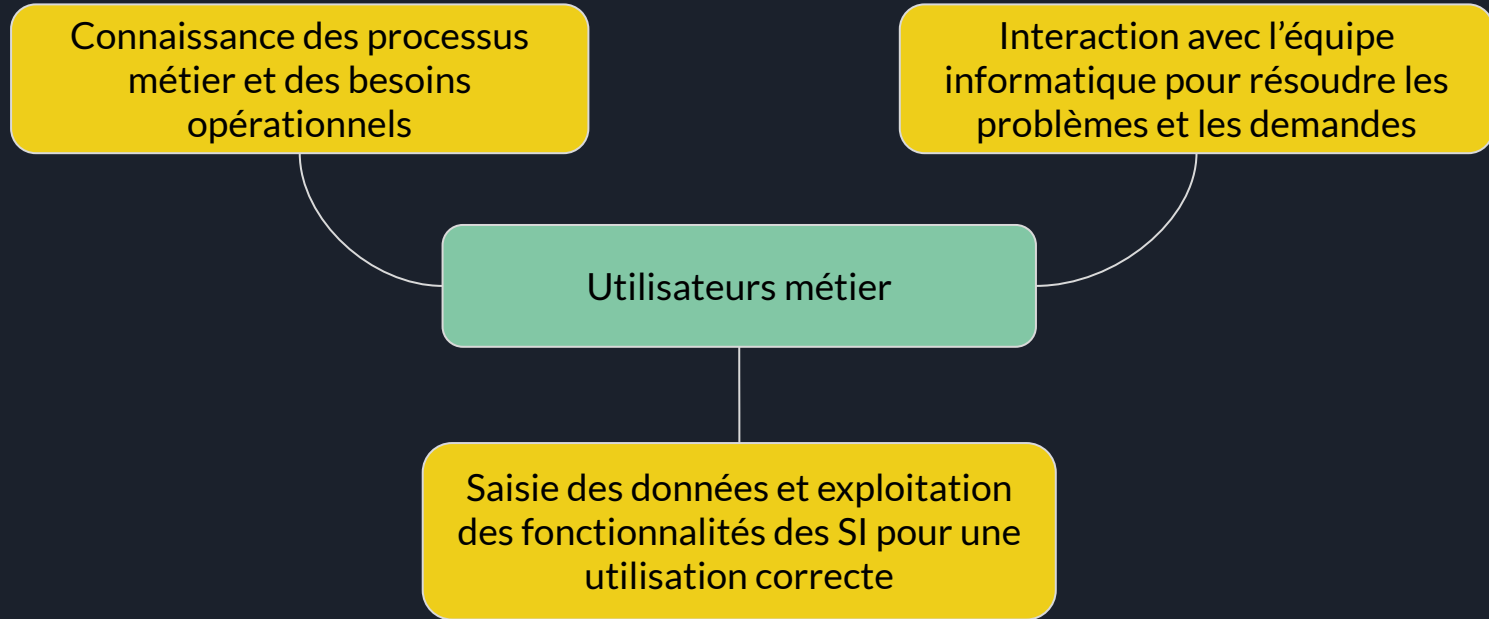 Connaissance des processus
métier et des besoins
opérationnels
Interaction avec l’équipe
informatique pour résoudre les
problèmes et les demandes
Utilisateurs métier
Saisie des données et exploitation
des fonctionnalités des SI pour une
utilisation correcte